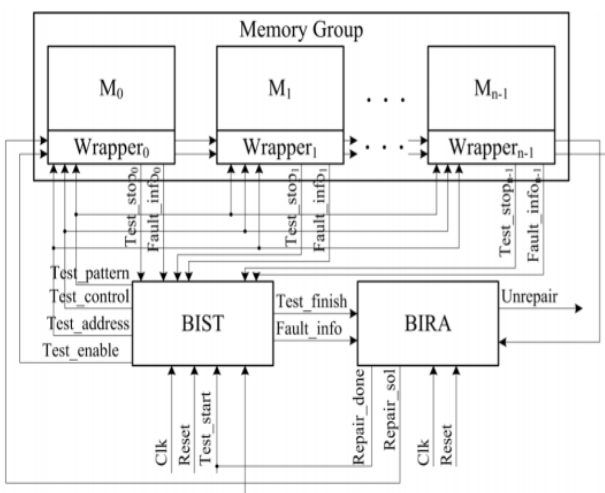 Memory Group
M0
M1
. . .
Mn-1
Wrapper0
Wrapper1
. . .
Wrappern-1
Test_stop0
Fault_info0
Test_stop1
Fault_info1
Test_stopn-1
Fault_infon-1
Test_pattern
Test_control
Test_address
Test_enable
BIST
Test_finish
Fault_info
BIRA
Unrepair
Clk
Reset
Test_start
Repair_done
Repair_sol
Clk
Reset